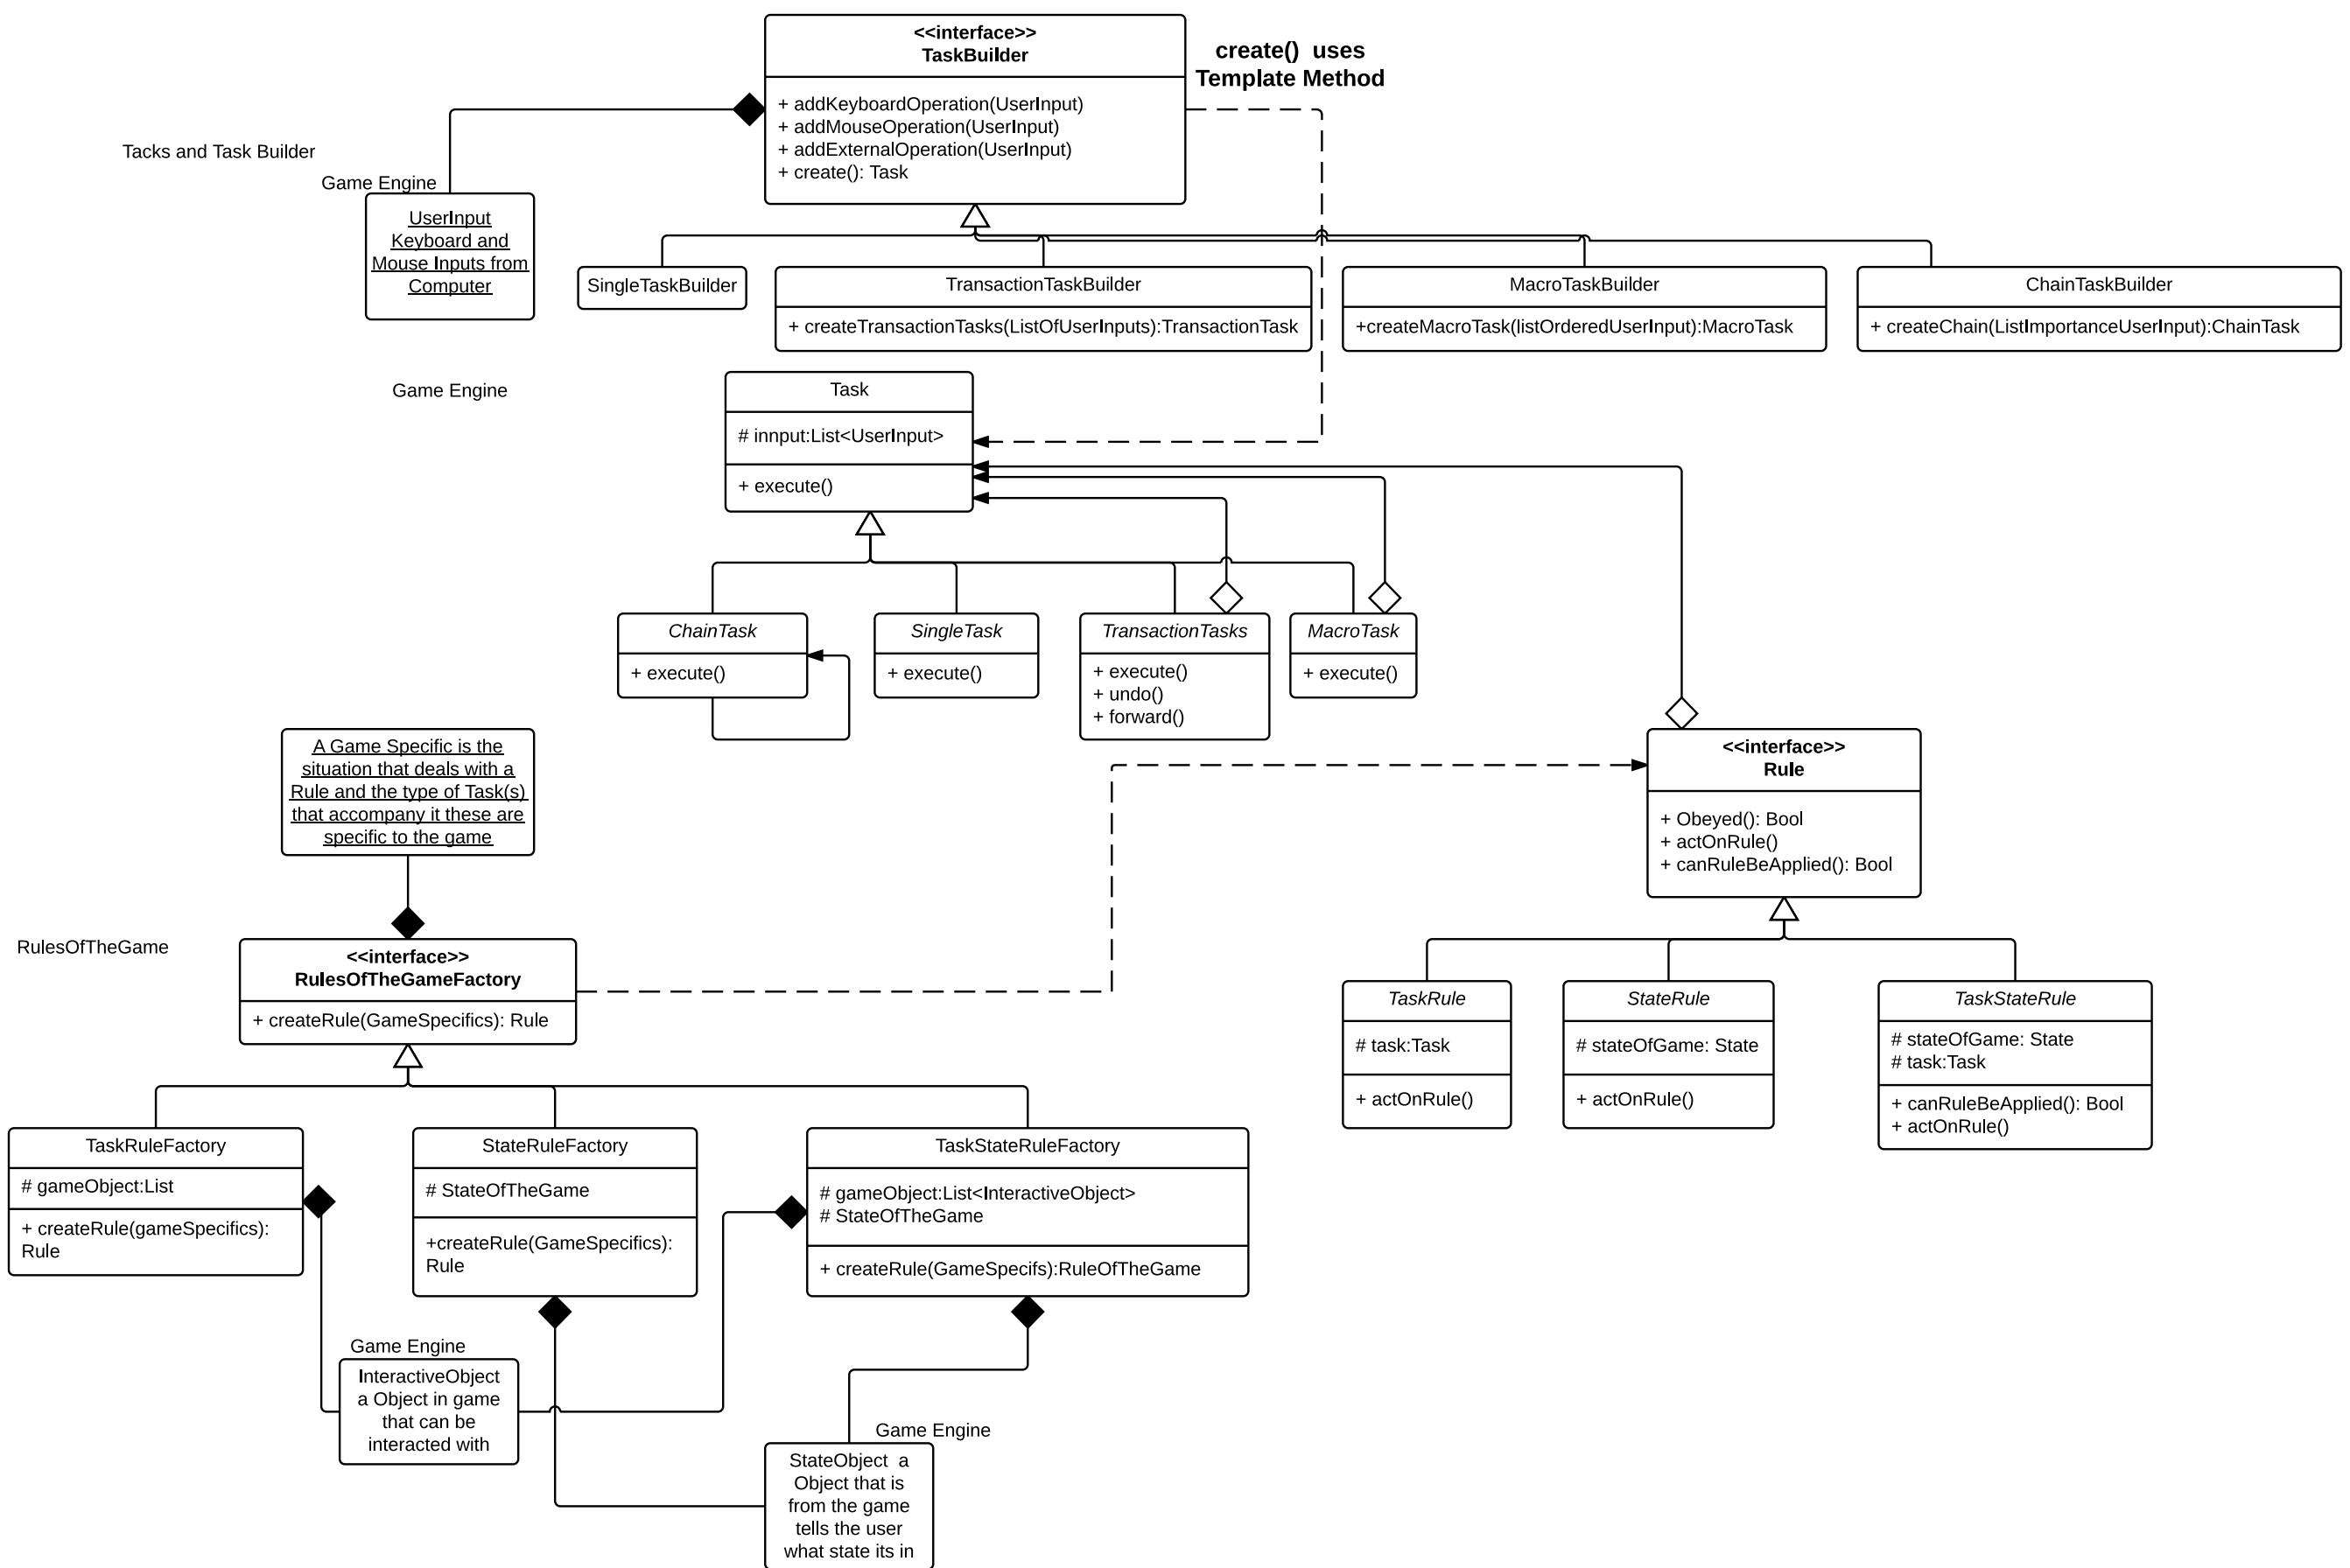 <<interface>>
TaskBuilder
create()  uses
Template Method
+ addKeyboardOperation(UserInput)
+ addMouseOperation(UserInput)
+ addExternalOperation(UserInput)
+ create(): Task
Tacks and Task Builder
Game Engine
UserInput
Keyboard and
Mouse Inputs from
Computer
SingleTaskBuilder
TransactionTaskBuilder
+ createTransactionTasks(ListOfUserInputs):TransactionTask
MacroTaskBuilder
+createMacroTask(listOrderedUserInput):MacroTask
ChainTaskBuilder
+ createChain(ListImportanceUserInput):ChainTask
Game Engine
Task
# innput:List<UserInput>
+ execute()
ChainTask
+ execute()
SingleTask
+ execute()
TransactionTasks
+ execute()
+ undo()
+ forward()
MacroTask
+ execute()
A Game Specific is the
situation that deals with a
Rule and the type of Task(s)
that accompany it these are
specific to the game
<<interface>>
Rule
+ Obeyed(): Bool
+ actOnRule()
+ canRuleBeApplied(): Bool
RulesOfTheGame
<<interface>>
RulesOfTheGameFactory
+ createRule(GameSpecifics): Rule
TaskRule
# task:Task
+ actOnRule()
StateRule
# stateOfGame: State
+ actOnRule()
TaskStateRule
# stateOfGame: State
# task:Task
+ canRuleBeApplied(): Bool
+ actOnRule()
TaskRuleFactory
# gameObject:List
+ createRule(gameSpecifics):
Rule
StateRuleFactory
# StateOfTheGame
+createRule(GameSpecifics):
Rule
TaskStateRuleFactory
# gameObject:List<InteractiveObject>
# StateOfTheGame
+ createRule(GameSpecifs):RuleOfTheGame
Game Engine
InteractiveObject
a Object in game
that can be
interacted with
Game Engine
StateObject  a
Object that is
from the game
tells the user
what state its in